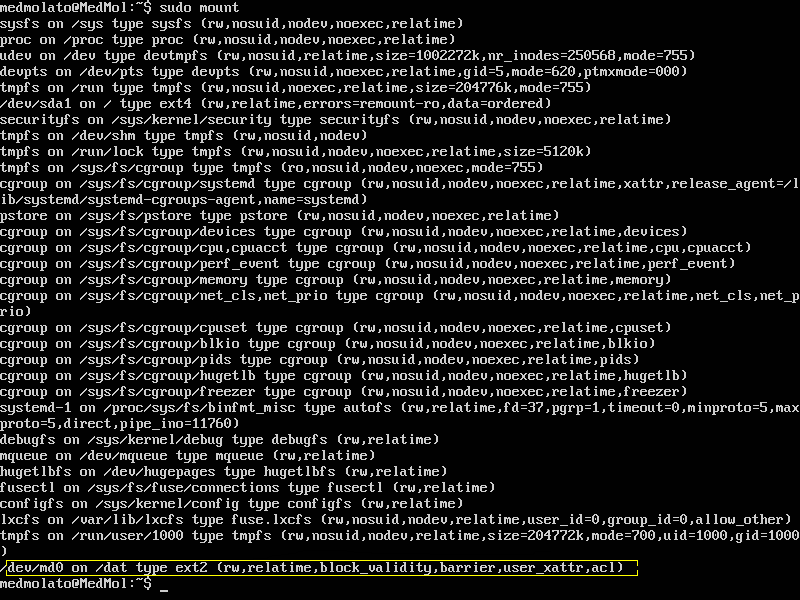 medmolato@MedMol:~$ sudo mount
sysfs on /sys type sysfs (rw,nosuid,nodev,noexec,relatime)
proc on /proc type proc (rw,nosuid,nodev,noexec,relatime)
udev on /dev type devtmpfs (rw,nosuid,relatime,size=1002272k,nr_inodes=250568,mode=755)
devpts on /dev/pts type devpts (rw,nosuid,noexec,relatime,gid=5,mode=620,ptmxmode=000)
tmpfs on /run type tmpfs (rw,nosuid,noexec,relatime,size=204776k,mode=755)
/dev/sda1 on / type ext4 (rw,relatime,errors=remount-ro,data=ordered)
securityfs on /sys/kernel/security type securityfs (rw,nosuid,nodev,noexec,relatime)
tmpfs on /dev/shm type tmpfs (rw,nosuid,nodev)
tmpfs on /run/lock type tmpfs (rw,nosuid,nodev,noexec,relatime,size=5120k)
tmpfs on /sys/fs/cgroup type tmpfs (ro,nosuid,nodev,noexec,mode=755)
cgroup on /sys/fs/cgroup/systemd type cgroup (rw,nosuid,nodev,noexec,relatime,xattr,release_agent=/l
ib/systemd/systemd-cgroups-agent,name=systemd)
pstore on /sys/fs/pstore type pstore (rw,nosuid,nodev,noexec,relatime)
cgroup on /sys/fs/cgroup/devices type cgroup (rw,nosuid,nodev,noexec,relatime,devices)
cgroup on /sys/fs/cgroup/cpu,cpuacct type cgroup (rw,nosuid,nodev,noexec,relatime,cpu,cpuacct)
cgroup on /sys/fs/cgroup/perf_event type cgroup (rw,nosuid,nodev,noexec,relatime,perf_event)
cgroup on /sys/fs/cgroup/memory type cgroup (rw,nosuid,nodev,noexec,relatime,memory)
cgroup on /sys/fs/cgroup/net_cls,net_prio type cgroup (rw,nosuid,nodev,noexec,relatime,net_cls,net_p
rio)
cgroup on /sys/fs/cgroup/cpuset type cgroup (rw,nosuid,nodev,noexec,relatime,cpuset)
cgroup on /sys/fs/cgroup/blkio type cgroup (rw,nosuid,nodev,noexec,relatime,blkio)
cgroup on /sys/fs/cgroup/pids type cgroup (rw,nosuid,nodev,noexec,relatime,pids)
cgroup on /sys/fs/cgroup/hugetlb type cgroup (rw,nosuid,nodev,noexec,relatime,hugetlb)
cgroup on /sys/fs/cgroup/freezer type cgroup (rw,nosuid,nodev,noexec,relatime,freezer)
systemd-1 on /proc/sys/fs/binfmt_misc type autofs (rw,relatime,fd=37,pgrp=1,timeout=0,minproto=5,max
proto=5,direct,pipe_ino=11760)
debugfs on /sys/kernel/debug type debugfs (rw,relatime)
mqueue on /dev/mqueue type mqueue (rw,relatime)
hugetlbfs on /dev/hugepages type hugetlbfs (rw,relatime)
fusectl on /sys/fs/fuse/connections type fusectl (rw,relatime)
configfs on /sys/kernel/config type configfs (rw,relatime)
lxcfs on /var/lib/lxcfs type fuse.lxcfs (rw,nosuid,nodev,relatime,user_id=0,group_id=0,allow_other)
tmpfs on /run/user/1000 type tmpfs (rw,nosuid,nodev,relatime,size=204772k,mode=700,uid=1000,gid=1000
)
/dev/md0 on /dat type ext2 (rw,relatime,block_validity,barrier,user_xattr,acl)
medmolato@MedMol:~$ _